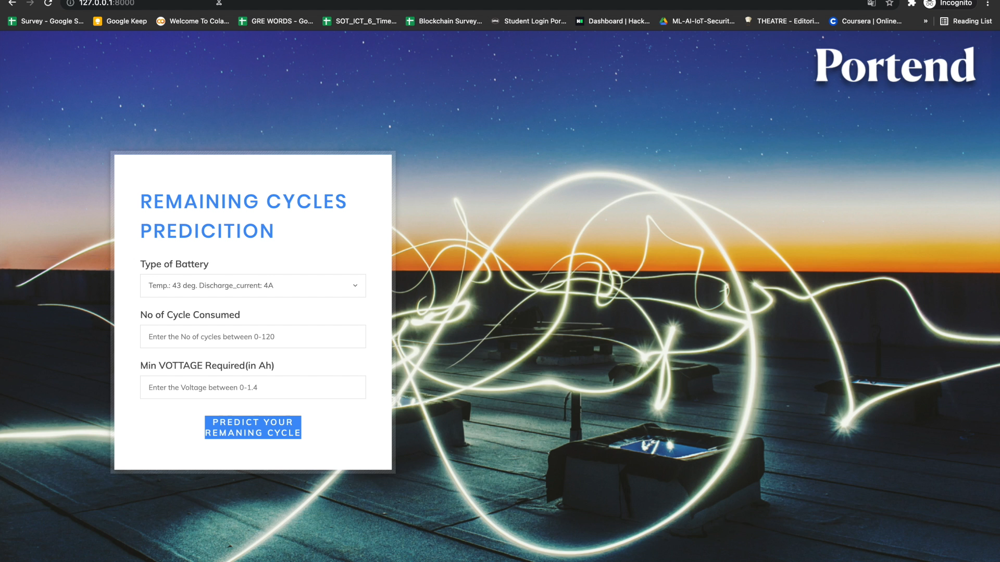 127.0.0.1:8000
Incognito
Survey - Google S...
Google Keep
Welcome To Cola...
GRE WORDS - Go...
SOT_ICT_6_Time...
Blockchain Survey...
Student Login Por...
Dashboard | Hack...
ML-AI-IoT-Securit...
THEATRE - Editori...
Coursera | Online...
»
Reading List
Portend
REMAINING CYCLES
PREDICITION
Type of Battery
Temp.: 43 deg. Discharge_current: 4A
No of Cycle Consumed
Enter the No of cycles between 0-120
Min VOTTAGE Required(in Ah)
Enter the Voltage between 0-1.4
PREDICT YOUR
REMANING CYCLE